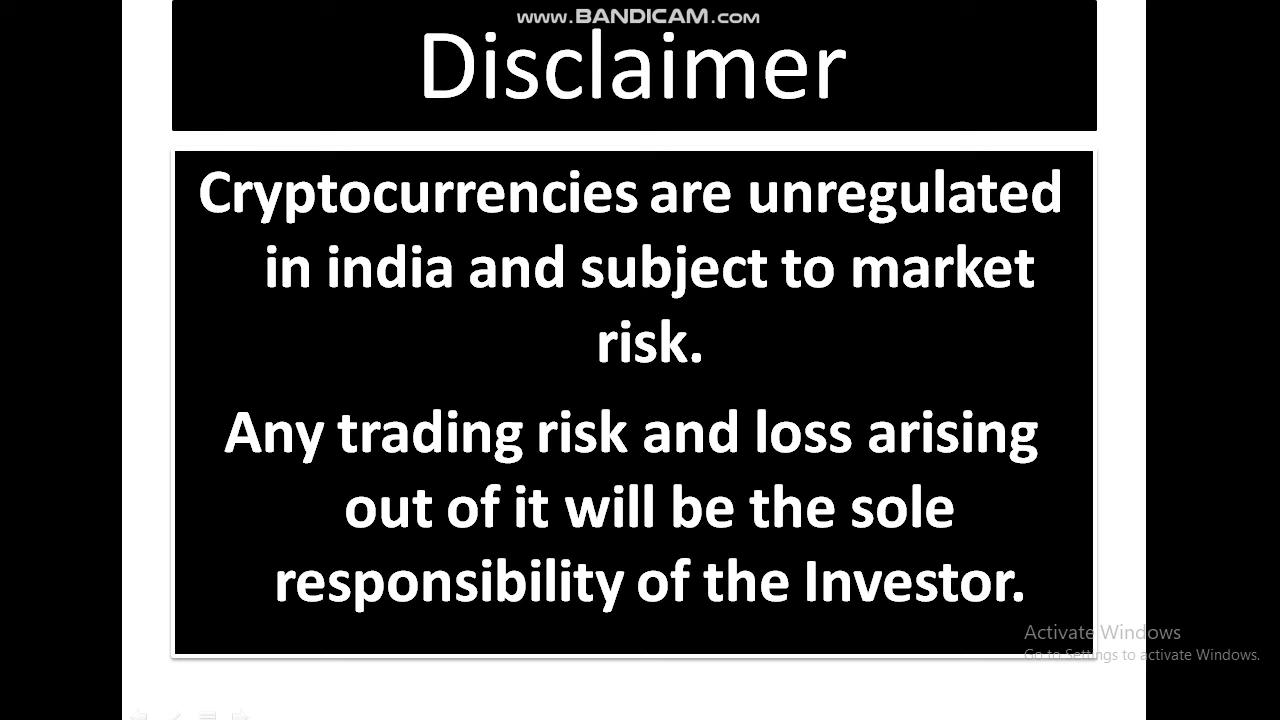 www.BANDICAM.com
Disclaimer
Cryptocurrencies are unregulated
in india and subject to market
risk.
Any trading risk and loss arising
out of it will be the sole
responsibility of the Investor.
Activate Windows
Go to Settings to activate Windows.